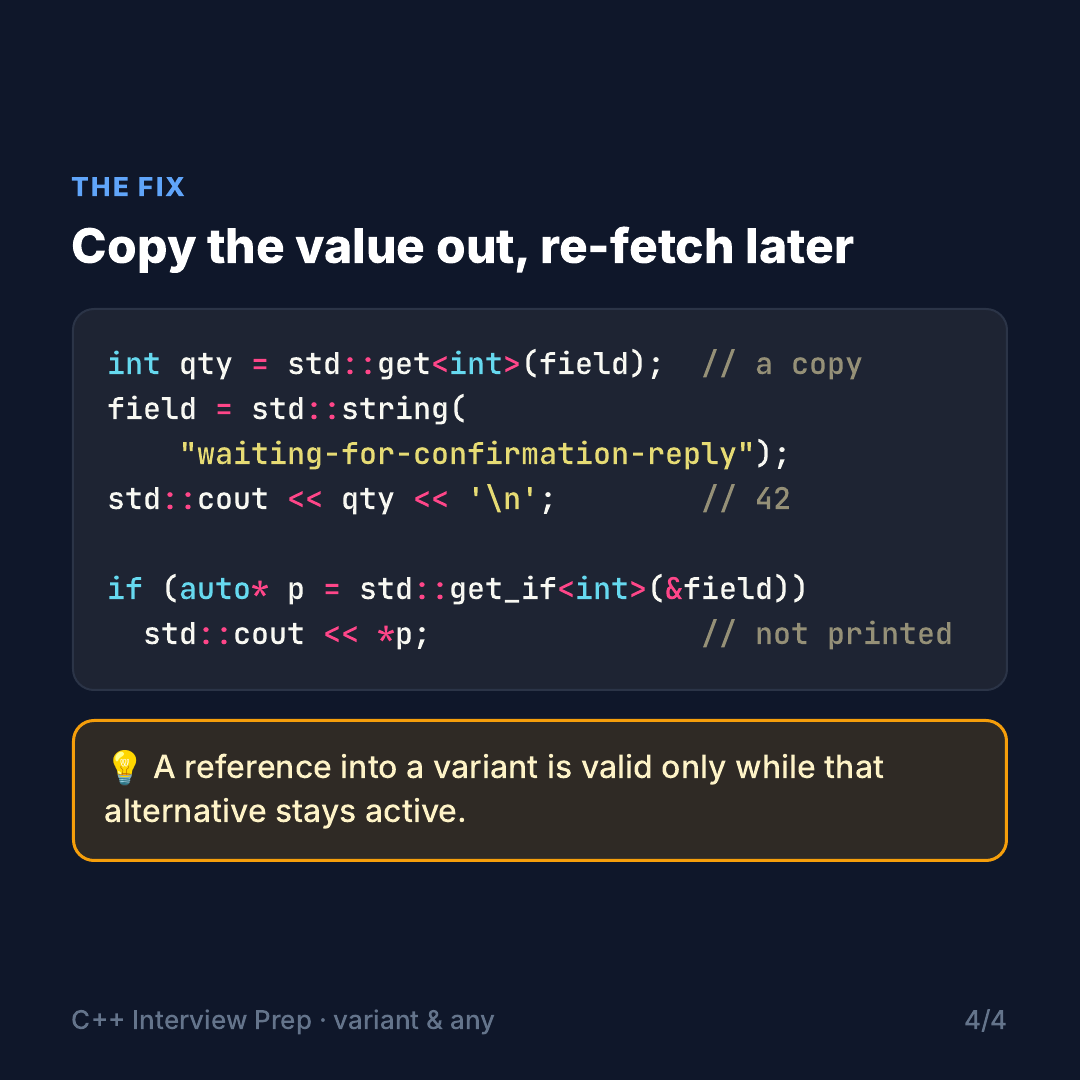 THE FIX
Copy the value out, re-fetch later
int qty = std::get<int>(field);  // a copy
field = std::string(
    "waiting-for-confirmation-reply");
std::cout << qty << '\n';        // 42
if (auto* p = std::get_if<int>(&field))
  std::cout << *p;               // not printed
💡 A reference into a variant is valid only while that
alternative stays active.
C++ Interview Prep · variant & any
4/4